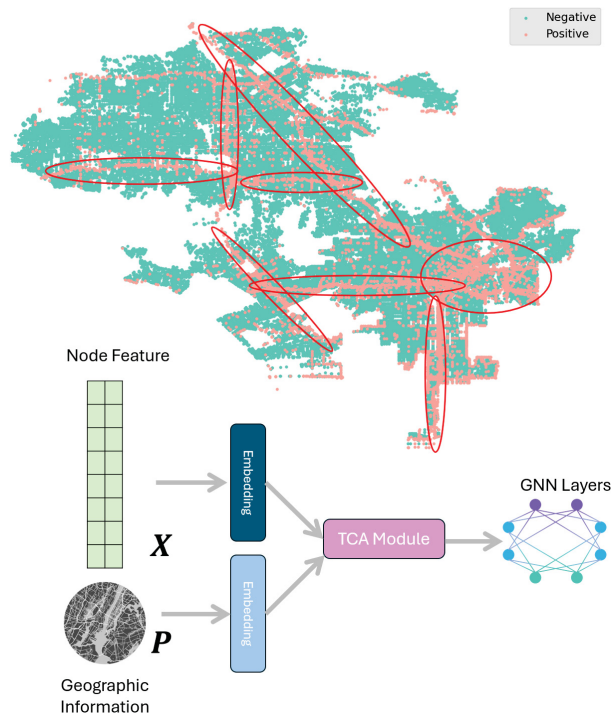 Negative
Positive
Node Feature
Embedding
GNN Layers
TCA Module
X
Embedding
P
Geographic
Information